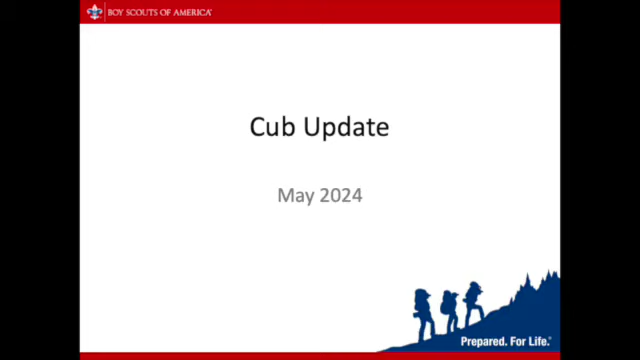 BOY SCOUTS OF AMERICA®
Cub Update
May 2024
Prepared. For Life.®